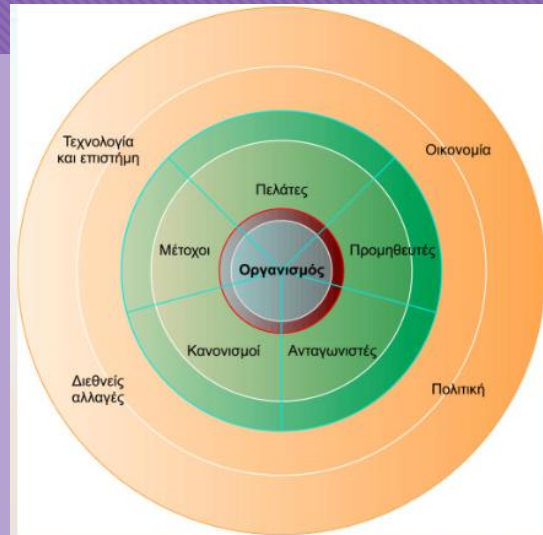 Τεχνολογία
και επιστήμη
Οικονομία
Πελάτες
Μέτοχοι
Προμηθευτές
Οργανισμός
Κανονισμοί
Ανταγωνιστές
Διεθνείς
αλλαγές
Πολιτική